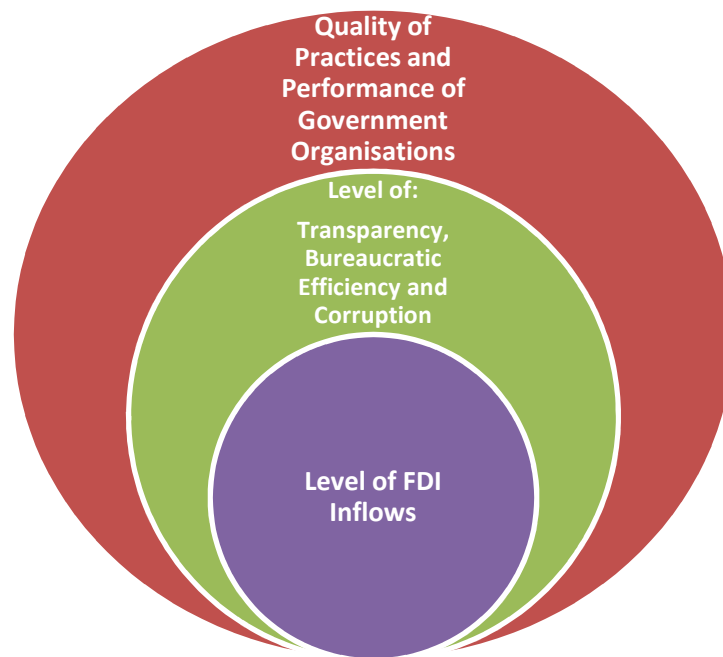 Quality of
Practices and
Performance of
Government
Organisations
Level of:
Transparency,
Bureaucratic
Efficiency and
Corruption
Level of FDI
Inflows